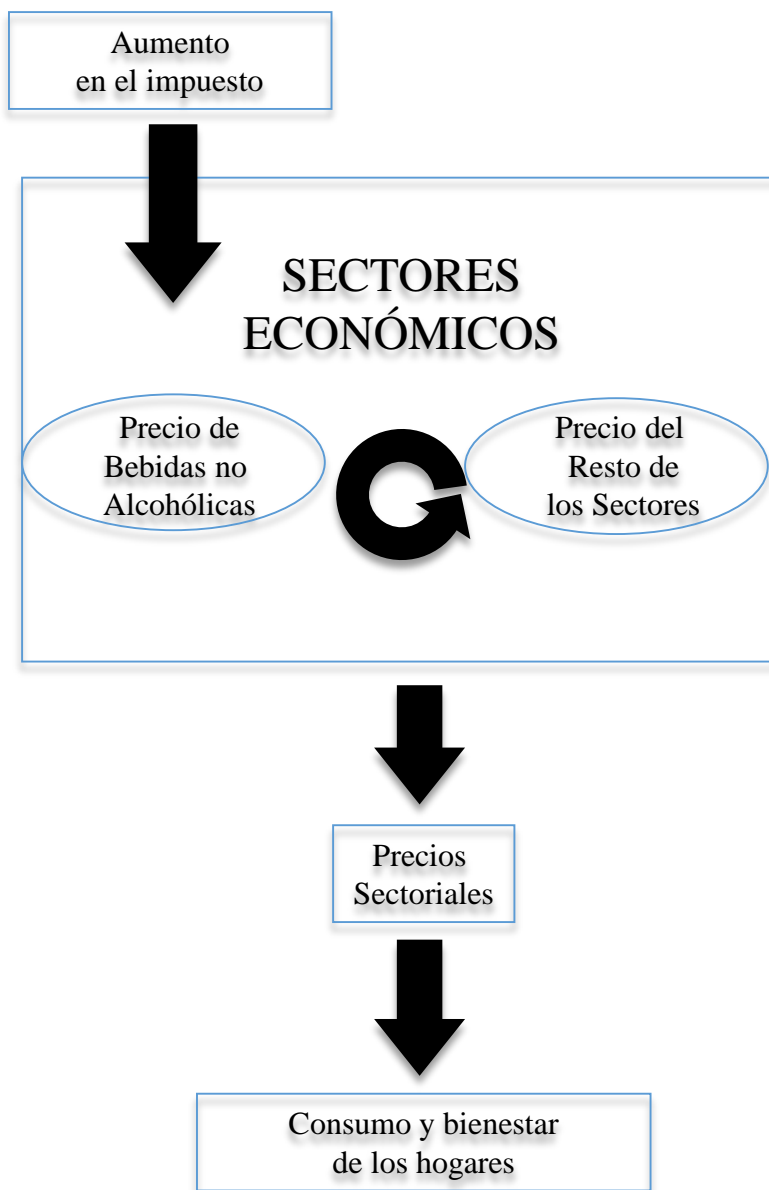 Aumento
en el impuesto
SECTORES
ECONÓMICOS
Precio de
Bebidas no
Alcohólicas
Precio del
Resto de
los Sectores
Precios
Sectoriales
Consumo y bienestar
de los hogares